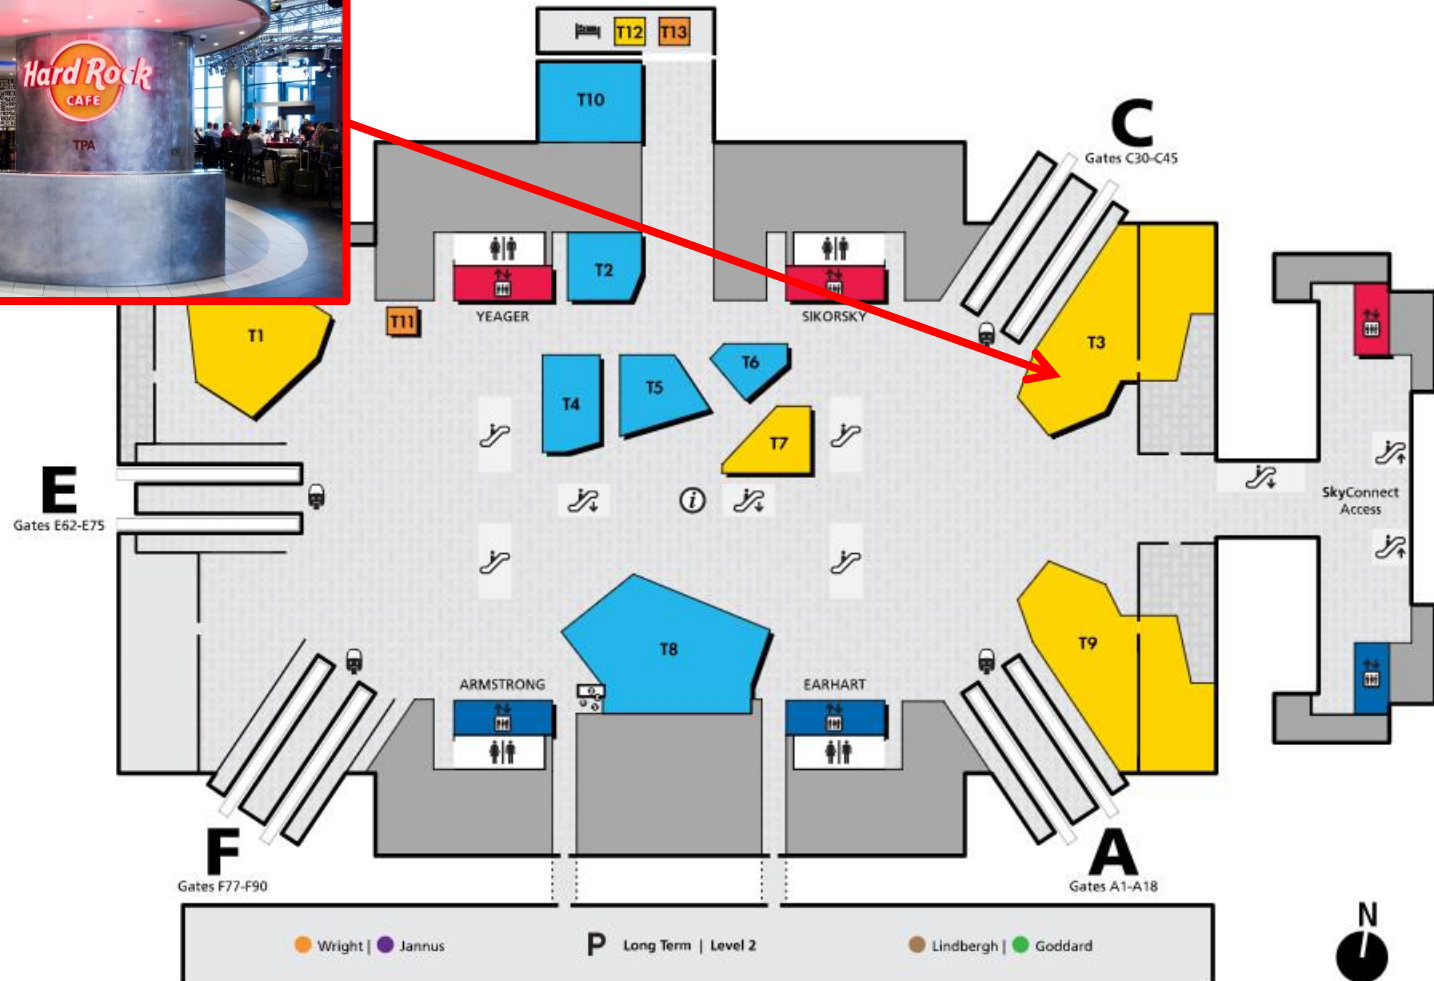 Hard Rock
CAFE
TPA
T12
T13
T10
C
Gates C30-C45
T2
YEAGER
SIKORSKY
T11
T1
T3
T4
T5
T6
T7
i
E
Gates E62-E75
SkyConnect
Access
T8
T9
ARMSTRONG
EARHART
F
Gates F77-F90
A
Gates A1-A18
Wright | Jannus
P Long Term | Level 2
Lindbergh | Goddard
N